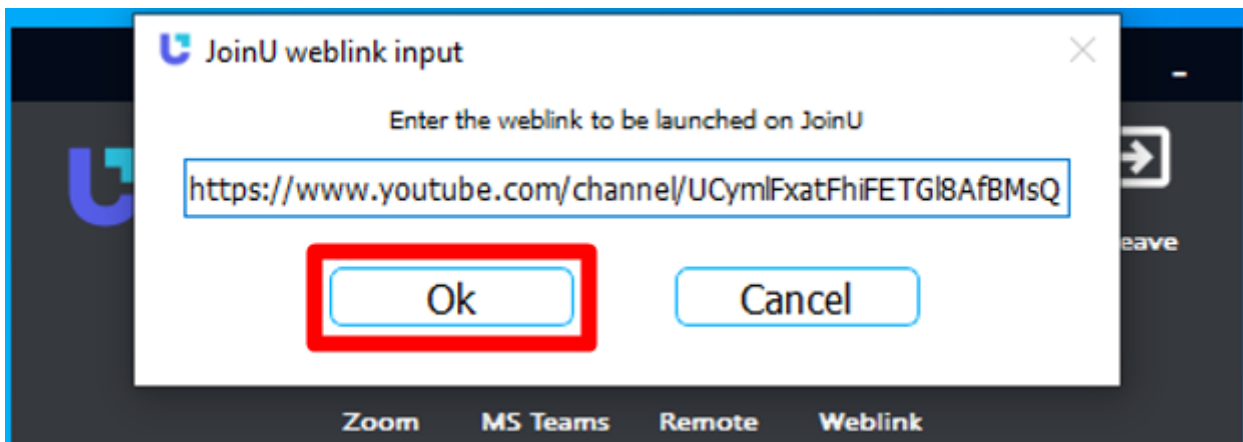 JoinU weblink input
Enter the weblink to be launched on JoinU
https://www.youtube.com/channel/UCymlFxatFhiFETGl8AfBMsQ
eave
Ok Cancel
Zoom MS Teams Remote Weblink